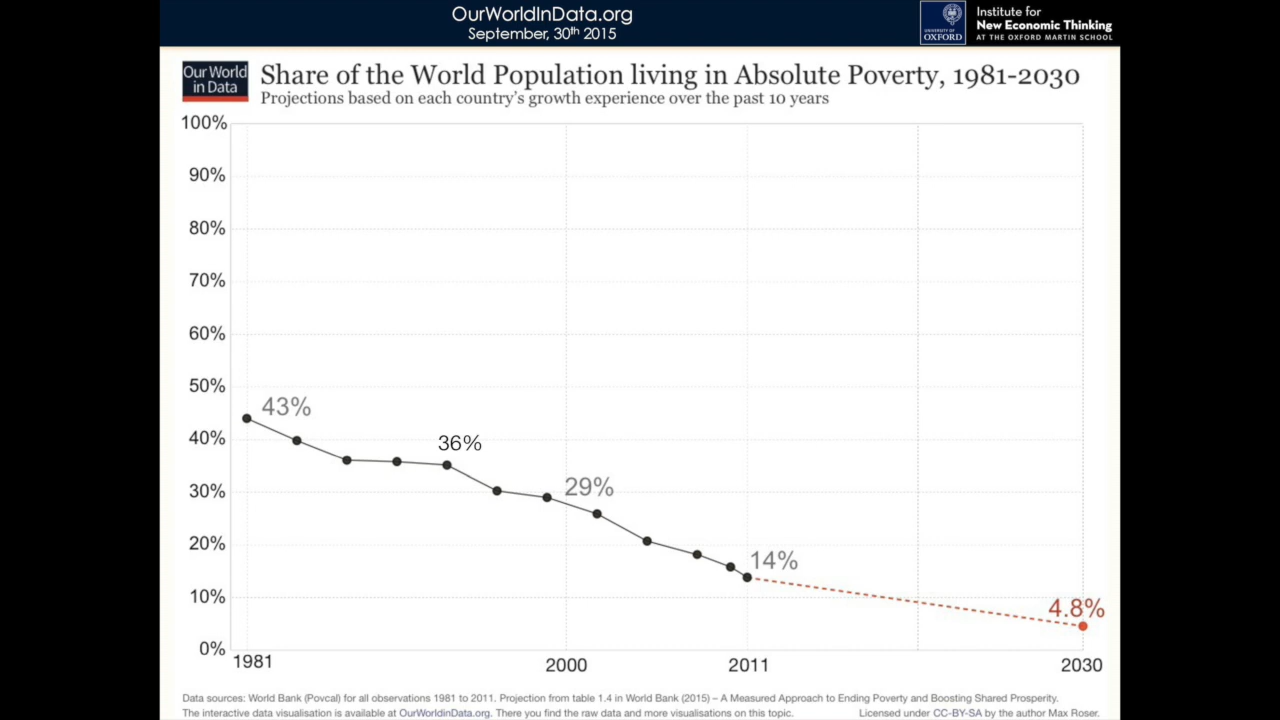 OurWorldInData.org
September, 30th 2015
UNIVERSITY OF
OXFORD
Institute for
New Economic Thinking
AT THE OXFORD MARTIN SCHOOL
Our World
in Data
Share of the World Population living in Absolute Poverty, 1981-2030
Projections based on each country's growth experience over the past 10 years
100%
90%
80%
70%
60%
50%
43%
40%
36%
30%
29%
20%
14%
10%
4.8%
0%
1981
2000
2011
2030
Data sources: World Bank (Povcal) for all observations 1981 to 2011. Projection from table 1.4 in World Bank (2015) – A Measured Approach to Ending Poverty and Boosting Shared Prosperity.
The interactive data visualisation is available at OurWorldinData.org. There you find the raw data and more visualisations on this topic.
Licensed under CC-BY-SA by the author Max Roser.